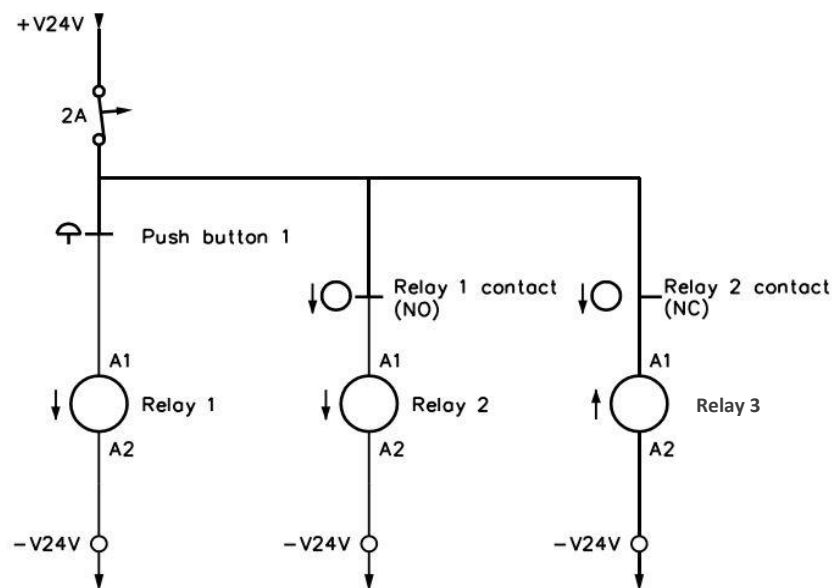 +V24V
2A
Push button 1
Relay 1 contact
(NO)
Relay 2 contact
(NC)
A1
A1
A1
Relay 1
Relay 2
Relay 3
A2
A2
A2
-V24V
-V24V
-V24V